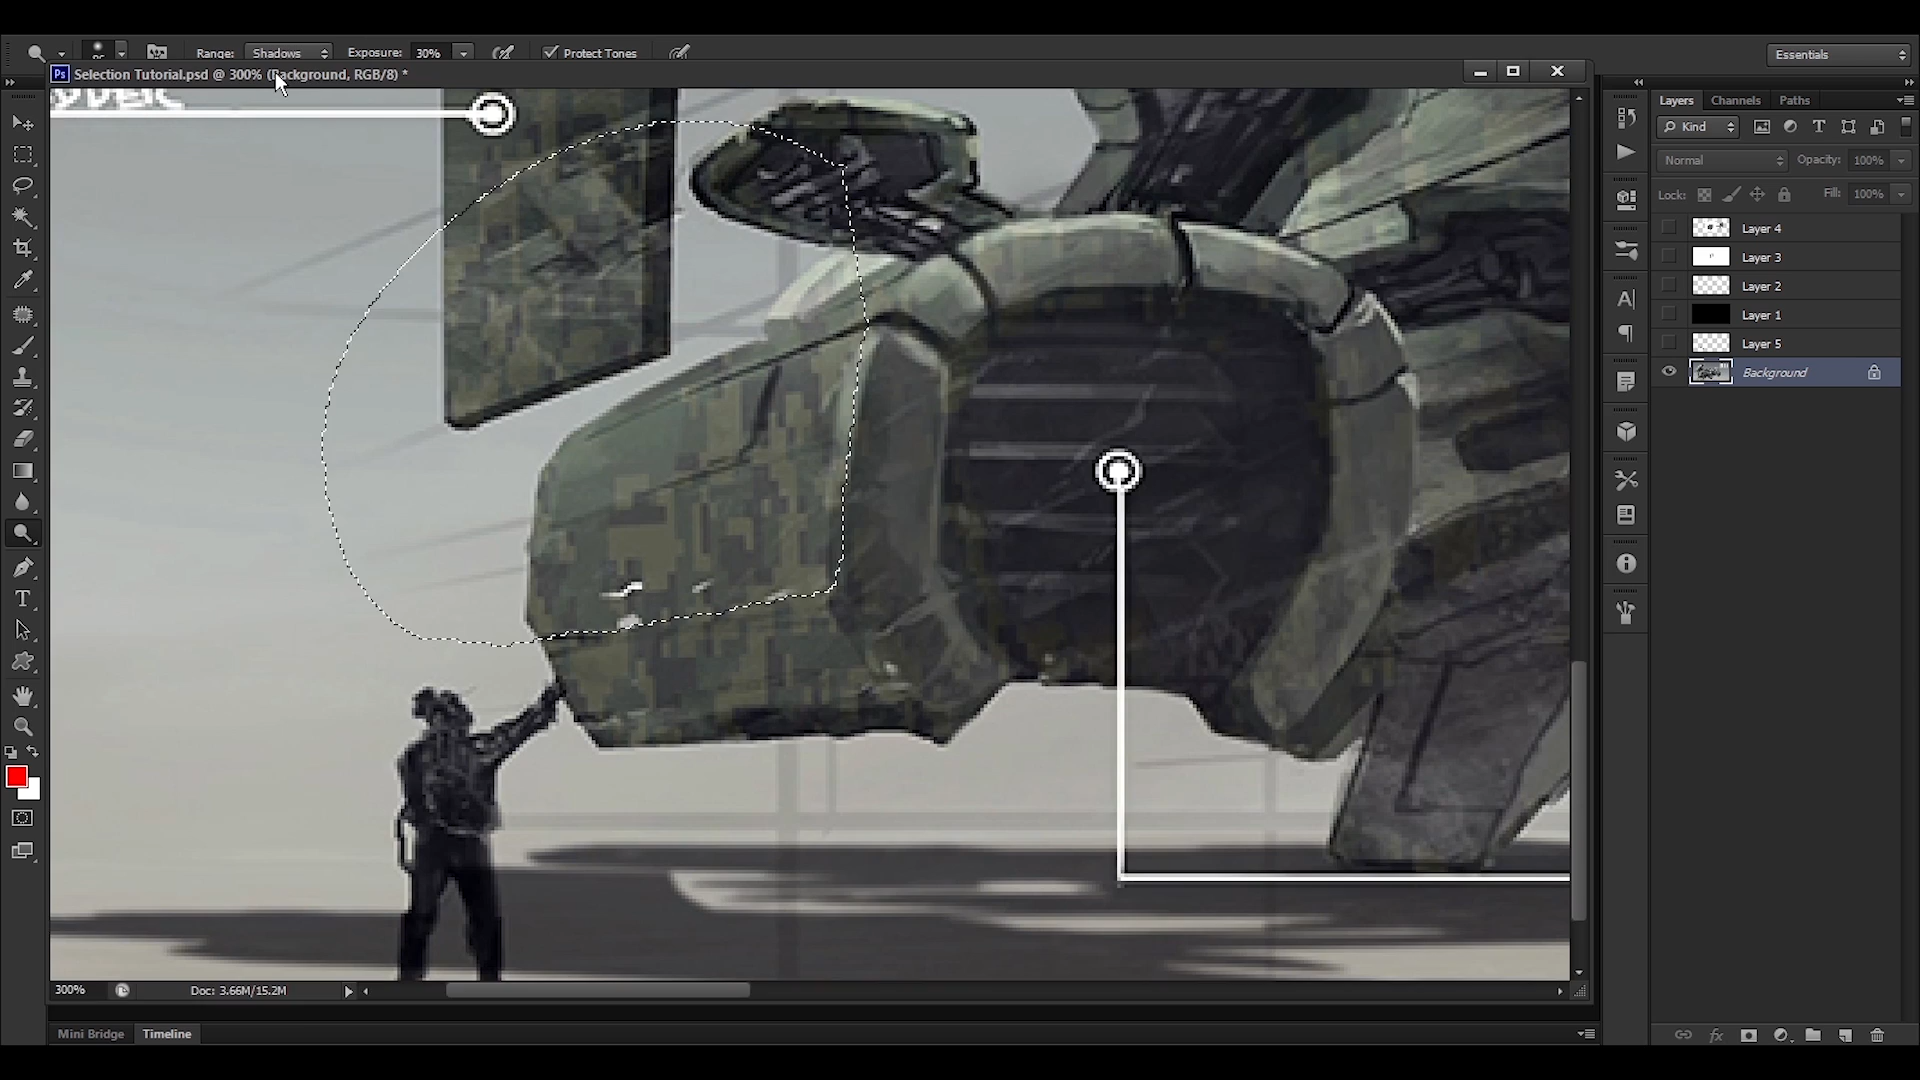 Range: Shadows Exposure: 30% Protect Tones Essentials
Ps Selection Tutorial.psd @ 300% (Background, RGB/8) *
Layers Channels Paths
Kind T
Normal Opacity: 100%
Lock: Fill: 100%
Layer 4
Layer 3
Layer 2
Layer 1
Layer 5
Background
300% Doc: 3.66M/15.2M
Mini Bridge Timeline
fx